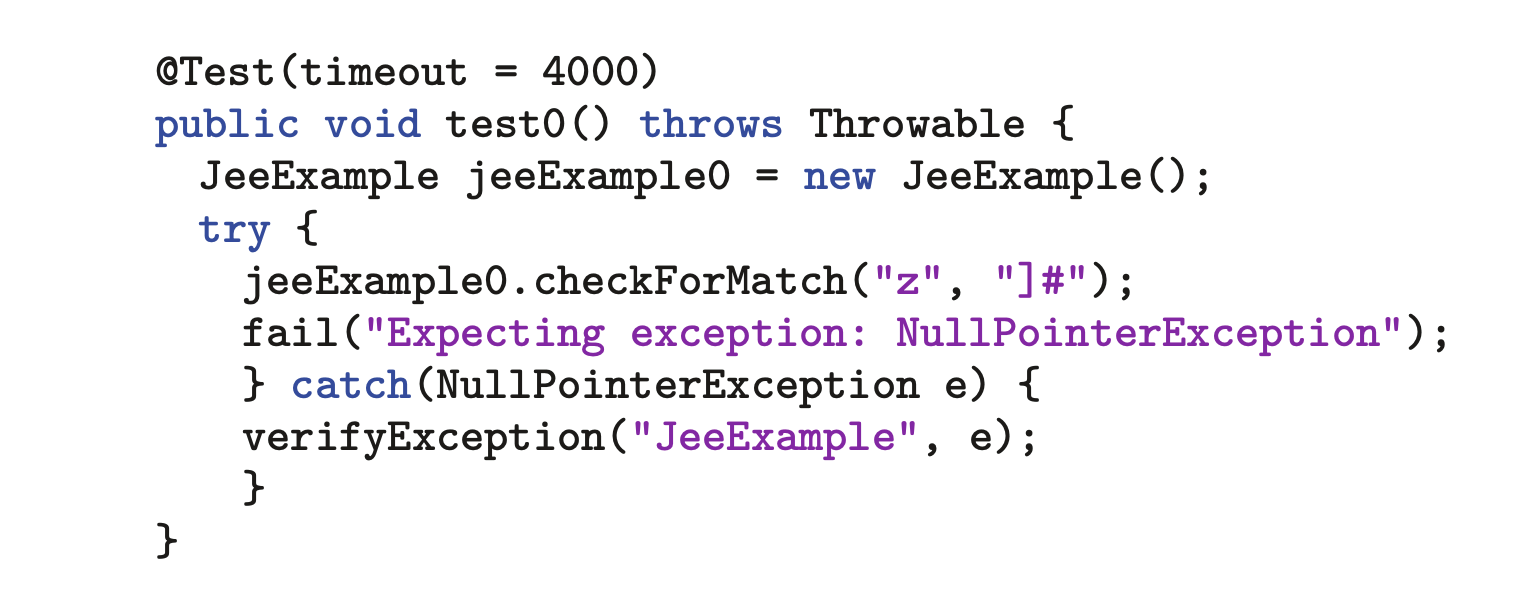 @Test(timeout = 4000)
public void test0() throws Throwable {
JeeExample jeeExample0 = new JeeExample();
try {
jeeExample0.checkForMatch("z", "]#");
fail("Expecting exception: NullPointerException");
} catch(NullPointerException e) {
verifyException("JeeExample", e);
}
}